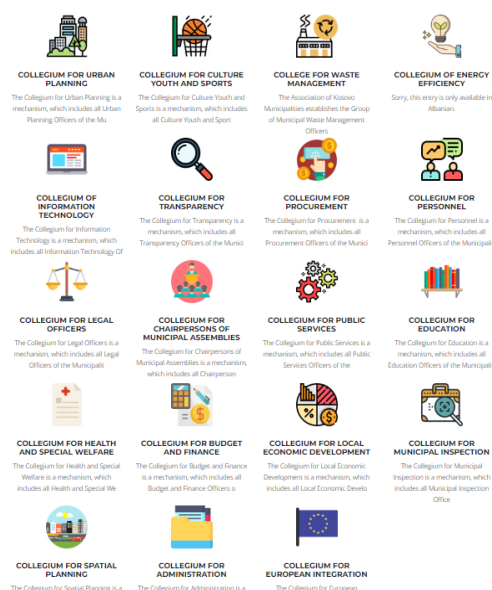 COLLEGIUM FOR URBAN
PLANNING
The Collegium for Urban Planning is a
mechanism, which includes all Urban
Planning Officers of the Mu
COLLEGIUM FOR CULTURE
YOUTH AND SPORTS
The Collegium for Culture Youth and
Sports is a mechanism, which includes
all Culture Youth and Sport
COLLEGE FOR WASTE
MANAGEMENT
The Association of Kosovo
Municipalities establishes the Group
of Municipal Waste Management
Officers
COLLEGIUM OF ENERGY
EFFICIENCY
Sorry, this entry is only available in
Albanian.
COLLEGIUM OF
INFORMATION
TECHNOLOGY
The Collegium for Information
Technology is a mechanism, which
includes all Information Technology Of
COLLEGIUM FOR
TRANSPARENCY
The Collegium for Transparency is a
mechanism, which includes all
Transparency Officers of the Munici
COLLEGIUM FOR
PROCUREMENT
The Collegium for Procurement is a
mechanism, which includes all
Procurement Officers of the Munici
COLLEGIUM FOR
PERSONNEL
The Collegium for Personnel is a
mechanism, which includes all
Personnel Officers of the Municipali
COLLEGIUM FOR LEGAL
OFFICERS
The Collegium for Legal Officers is a
mechanism, which includes all Legal
Officers of the Municipalit
COLLEGIUM FOR
CHAIRPERSONS OF
MUNICIPAL ASSEMBLIES
The Collegium for Chairpersons of
Municipal Assemblies is a mechanism,
which includes all Chairperson
COLLEGIUM FOR PUBLIC
SERVICES
The Collegium for Public Services is a
mechanism, which includes all Public
Services Officers of the
COLLEGIUM FOR
EDUCATION
The Collegium for Education is a
mechanism, which includes all
Education Officers of the Municipali
COLLEGIUM FOR HEALTH
AND SPECIAL WELFARE
The Collegium for Health and Special
Welfare is a mechanism, which
includes all Health and Special We
COLLEGIUM FOR BUDGET
AND FINANCE
The Collegium for Budget and Finance
is a mechanism, which includes all
Budget and Finance Officers o
COLLEGIUM FOR LOCAL
ECONOMIC DEVELOPMENT
The Collegium for Local Economic
Development is a mechanism, which
includes all Local Economic Develo
COLLEGIUM FOR
MUNICIPAL INSPECTION
The Collegium for Municipal
Inspection is a mechanism, which
includes all Municipal Inspection
Office
COLLEGIUM FOR SPATIAL
PLANNING
The Collegium for Spatial Planning is a
COLLEGIUM FOR
ADMINISTRATION
The Collegium for Administration is a
COLLEGIUM FOR
EUROPEAN INTEGRATION
The Collegium for European